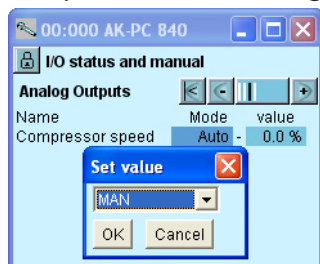 00:000 AK-PC 840
I/O status and manual
Analog Outputs
Name Mode value
Compressor speed Auto - 0.0 %
Set value
MAN
OK Cancel